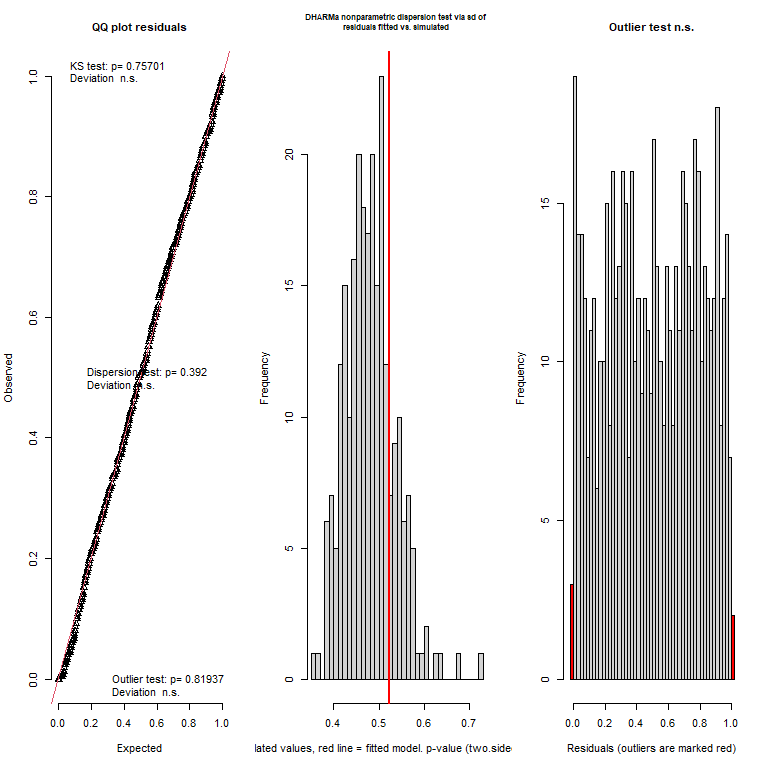 QQ plot residuals
KS test: p= 0.75701
Deviation n.s.
Dispersion test: p= 0.392
Deviation n.s.
Outlier test: p= 0.81937
Deviation n.s.
Observed
0.0 0.2 0.4 0.6 0.8 1.0
0.0 0.2 0.4 0.6 0.8 1.0
Expected
DHARMa nonparametric dispersion test via sd of
residuals fitted vs. simulated
Frequency
0 5 10 15 20
0.4 0.5 0.6 0.7
lated values, red line = fitted model. p-value (two.side
Outlier test n.s.
Frequency
0 5 10 15
0.0 0.2 0.4 0.6 0.8 1.0
Residuals (outliers are marked red)